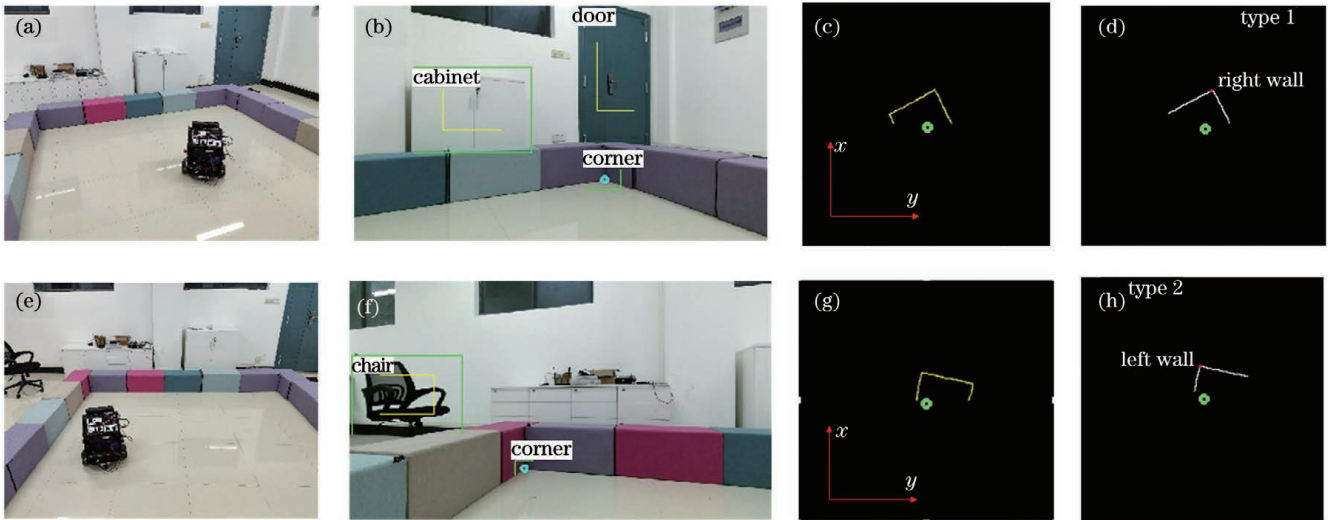 (a)
(b)
door
cabinet
corner
(c)
x
y
(d)
type 1
right wall
(e)
(f)
chair
corner
(g)
x
y
(h)
type 2
left wall